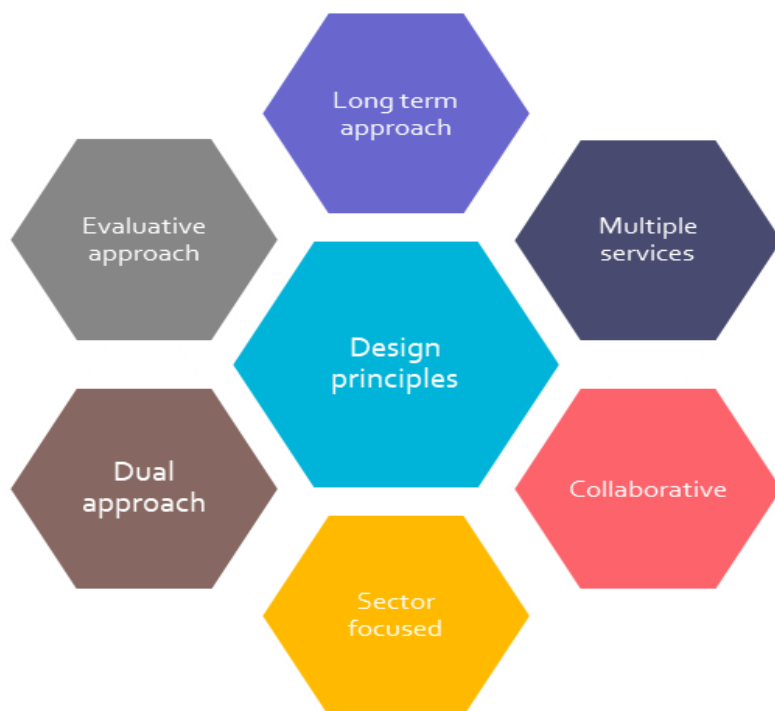 Long term
approach
Evaluative
approach
Multiple
services
Design
principles
Dual
approach
Collaborative
Sector
focused